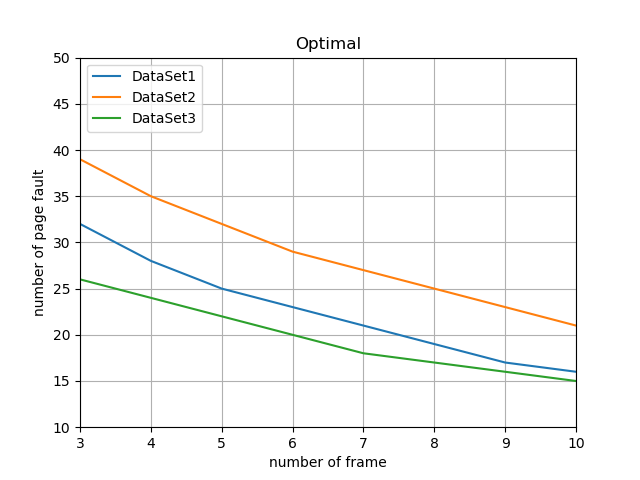 Optimal
50
45
40
35
30
25
20
15
10
number of page fault
DataSet1
DataSet2
DataSet3
3 4 5 6 7 8 9 10
number of frame